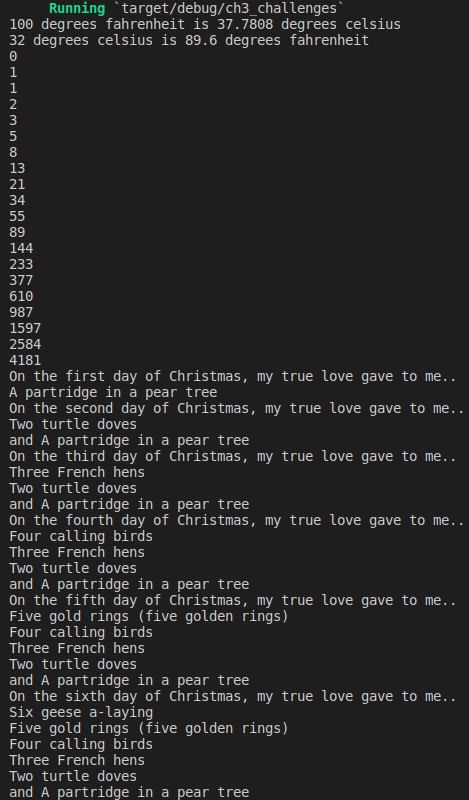 Running `target/debug/ch3_challenges`
100 degrees fahrenheit is 37.7808 degrees celsius
32 degrees celsius is 89.6 degrees fahrenheit
0
1
1
2
3
5
8
13
21
34
55
89
144
233
377
610
987
1597
2584
4181
On the first day of Christmas, my true love gave to me..
A partridge in a pear tree
On the second day of Christmas, my true love gave to me..
Two turtle doves
and A partridge in a pear tree
On the third day of Christmas, my true love gave to me..
Three French hens
Two turtle doves
and A partridge in a pear tree
On the fourth day of Christmas, my true love gave to me..
Four calling birds
Three French hens
Two turtle doves
and A partridge in a pear tree
On the fifth day of Christmas, my true love gave to me..
Five gold rings (five golden rings)
Four calling birds
Three French hens
Two turtle doves
and A partridge in a pear tree
On the sixth day of Christmas, my true love gave to me..
Six geese a-laying
Five gold rings (five golden rings)
Four calling birds
Three French hens
Two turtle doves
and A partridge in a pear tree